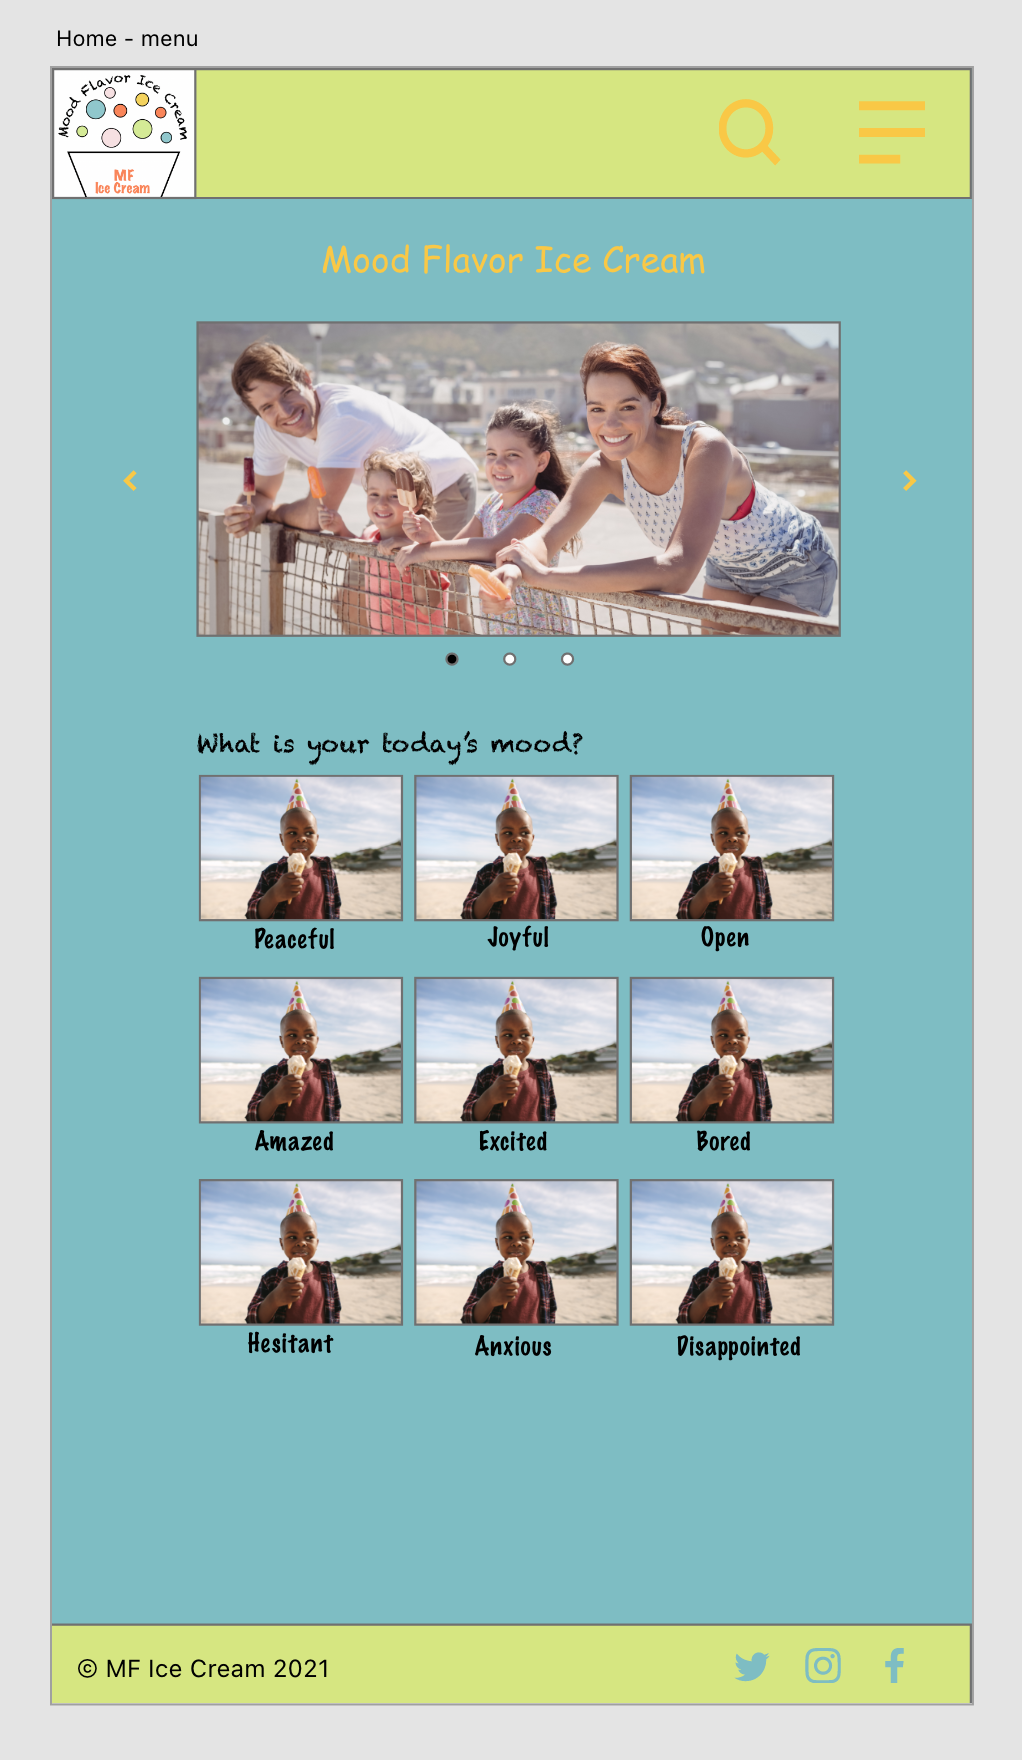 Home - menu
Mood Flavor Ice Cream
MF
Ice Cream
Mood Flavor Ice Cream
What is your today's mood?
Peaceful Joyful Open
Amazed Excited Bored
Hesitant Anxious Disappointed
© MF Ice Cream 2021